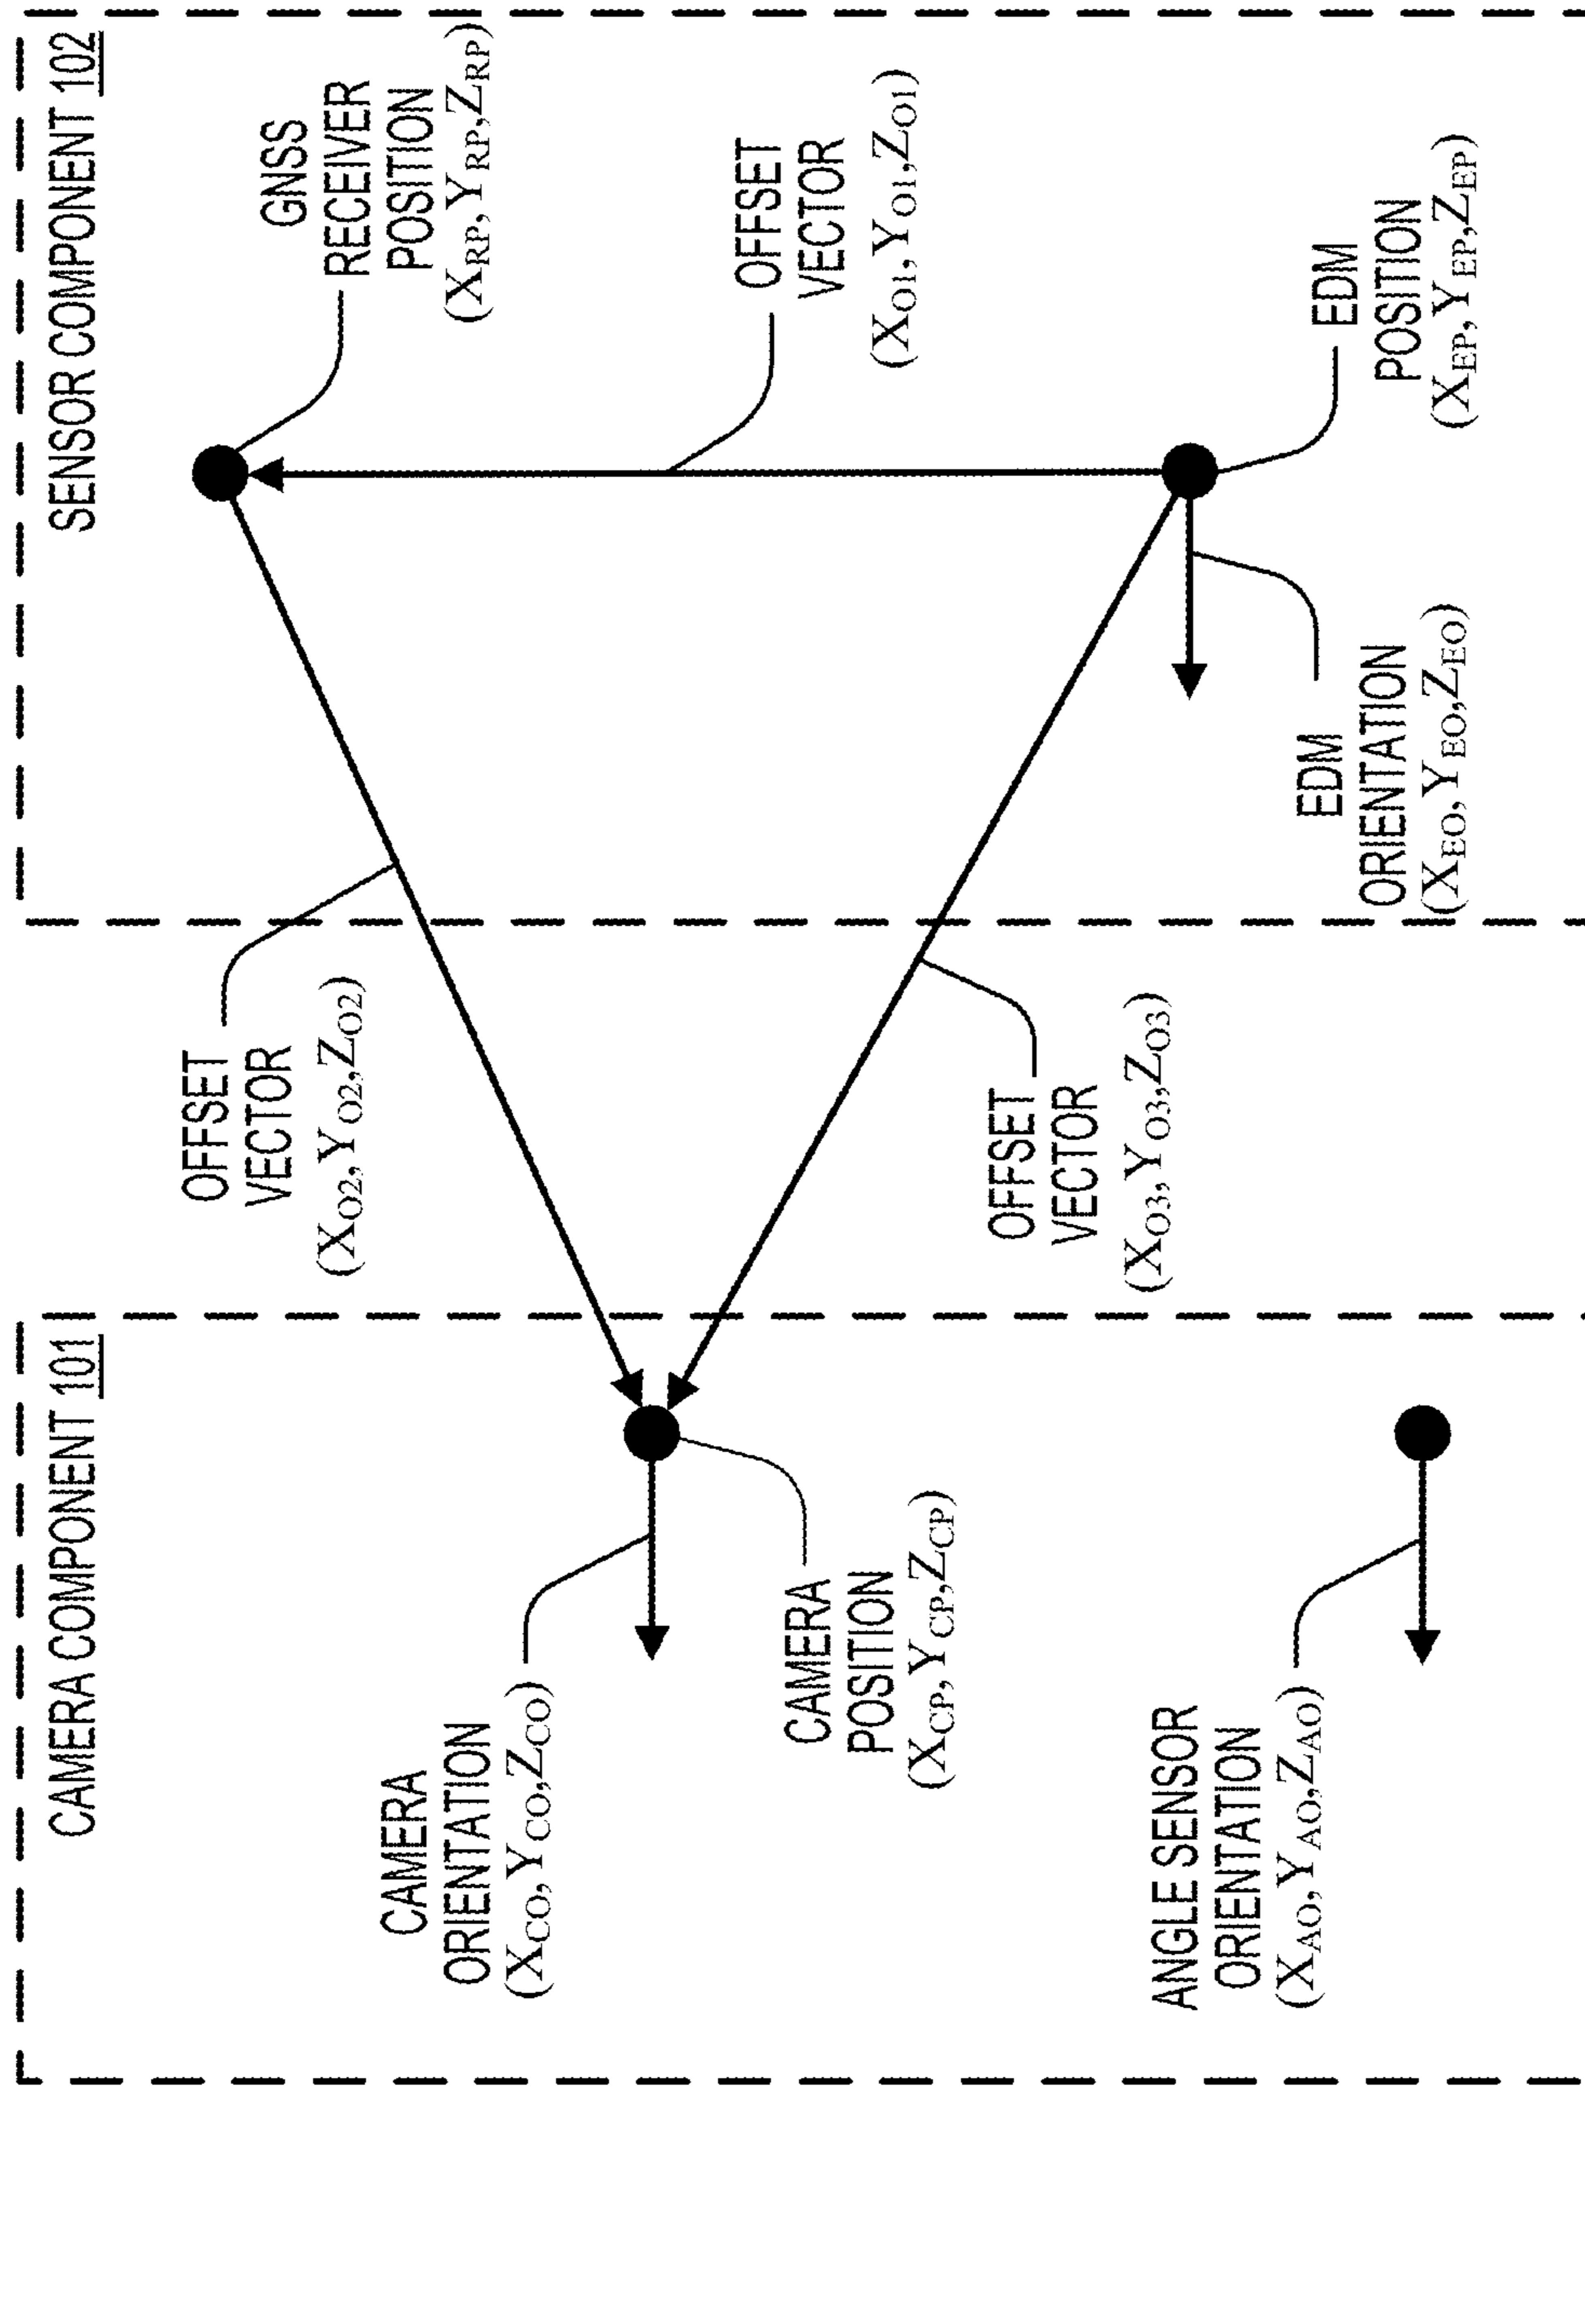 CAMERA COMPONENT 101
CAMERA
ORIENTATION
(XCO,YCO,ZCO)
CAMERA
POSITION
(XCP,YCP,ZCP)
ANGLE SENSOR
ORIENTATION
(XAO,YAO,ZAO)
OFFSET
VECTOR
(XO2,YO2,ZO2)
OFFSET
VECTOR
(XO3,YO3,ZO3)
SENSOR COMPONENT 102
GNSS
RECEIVER
POSITION
(XRP,YRP,ZRP)
OFFSET
VECTOR
(XO1,YO1,ZO1)
EDM
POSITION
(XEP,YEP,ZEP)
EDM
ORIENTATION
(XEO,YEO,ZEO)